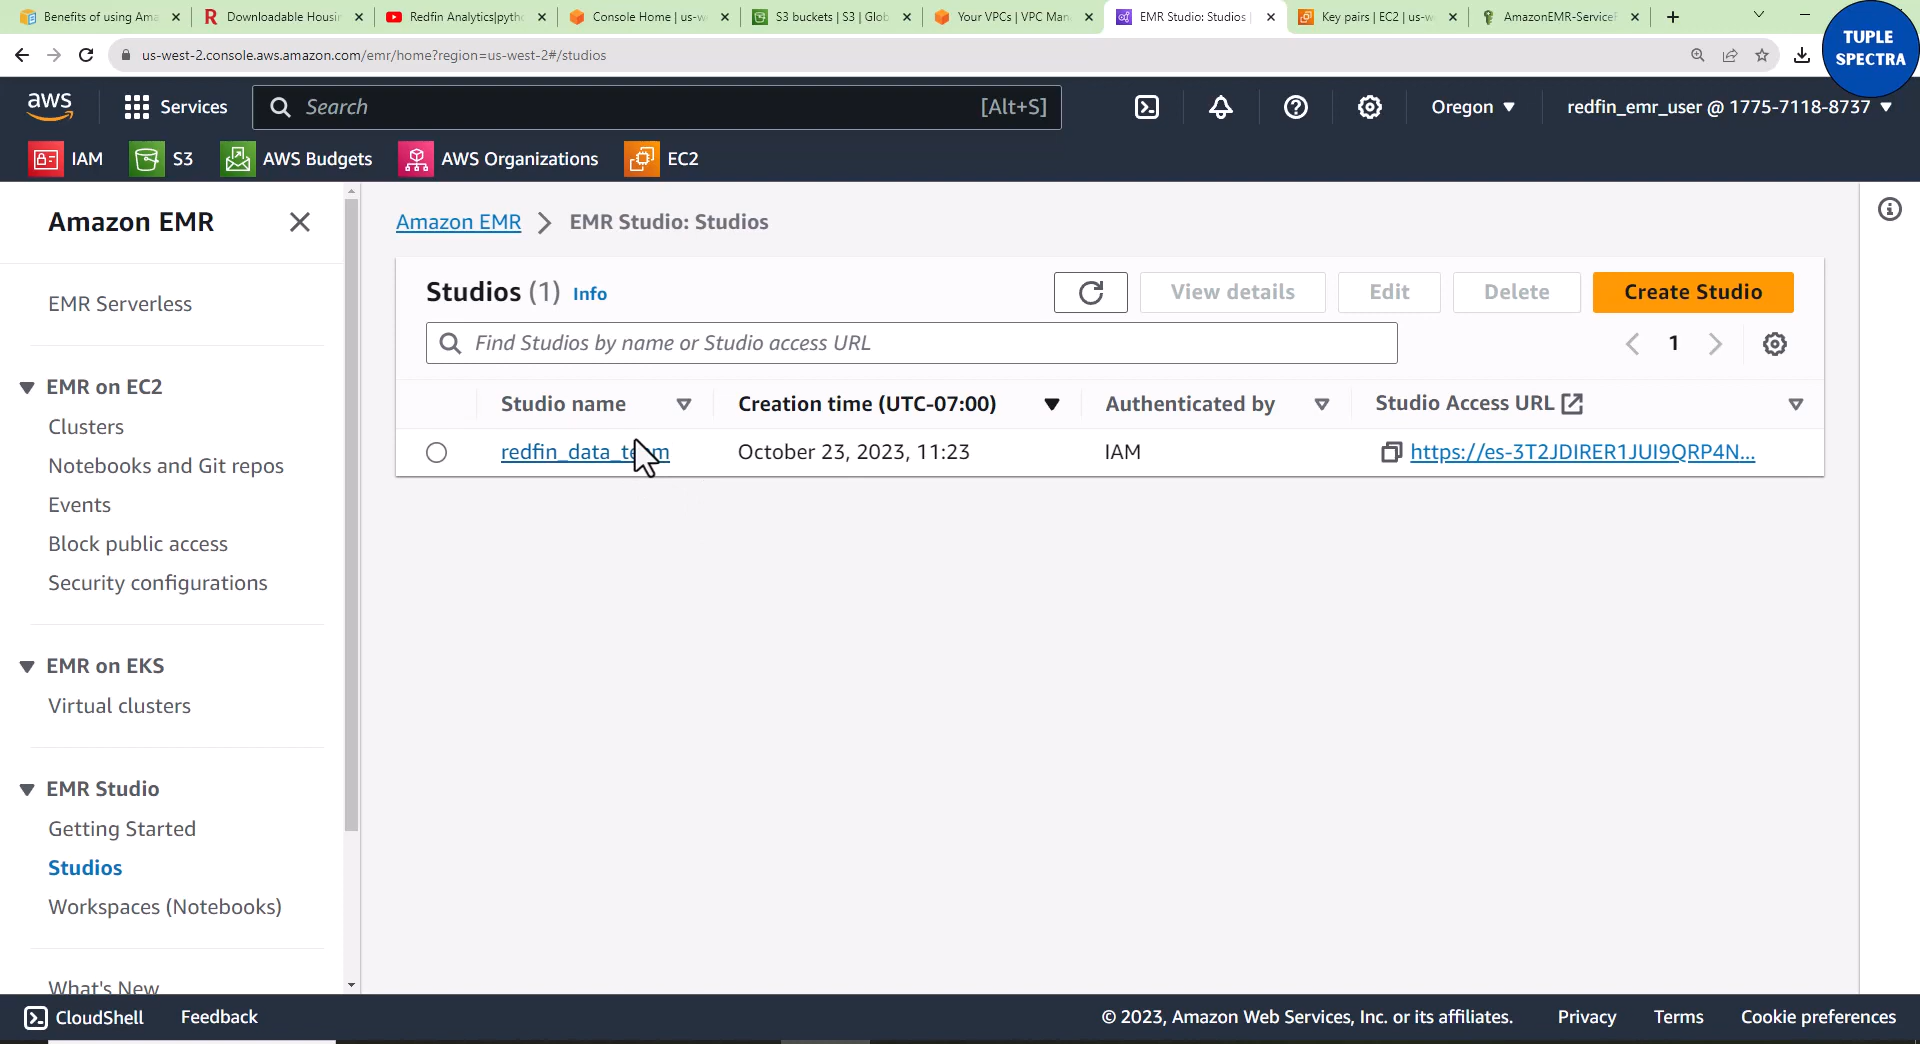 Benefits of using Ama
Downloadable Housin
Redfin Analytics|pytho
Console Home | us-w
S3 buckets | S3 | Glob
Your VPCs | VPC Man
EMR Studio: Studios |
Key pairs | EC2 | us-w
AmazonEMR-ServiceR
TUPLE
SPECTRA
us-west-2.console.aws.amazon.com/emr/home?region=us-west-2#/studios
aws
Services
Search
[Alt+S]
Oregon
redfin_emr_user @ 1775-7118-8737
IAM
S3
AWS Budgets
AWS Organizations
EC2
Amazon EMR
EMR Serverless
EMR on EC2
Clusters
Notebooks and Git repos
Events
Block public access
Security configurations
EMR on EKS
Virtual clusters
EMR Studio
Getting Started
Studios
Workspaces (Notebooks)
What's New
Amazon EMR
EMR Studio: Studios
Studios (1) Info
View details
Edit
Delete
Create Studio
Find Studios by name or Studio access URL
1
Studio name
Creation time (UTC-07:00)
Authenticated by
Studio Access URL
redfin_data_team
October 23, 2023, 11:23
IAM
https://es-3T2JDIRER1JUI9QRP4N...
CloudShell
Feedback
© 2023, Amazon Web Services, Inc. or its affiliates.
Privacy
Terms
Cookie preferences